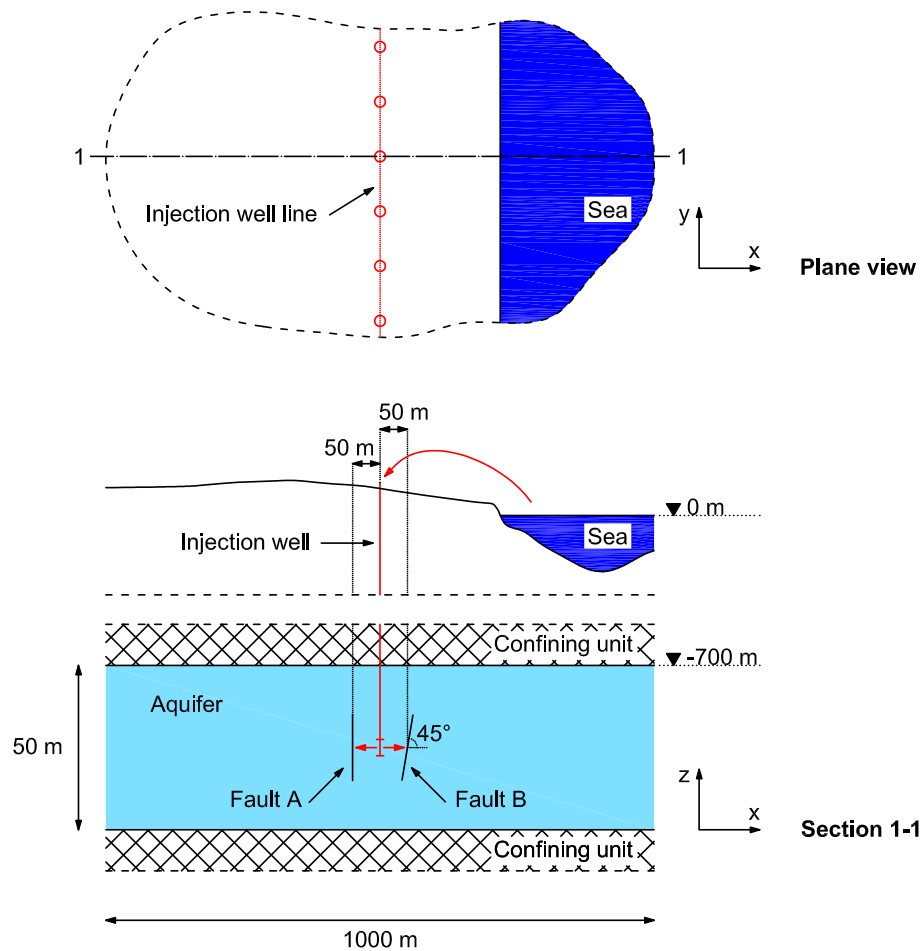 1
1
Injection well line
Sea
y
x
Plane view
50 m
50 m
0 m
Injection well
Sea
Confining unit
-700 m
Aquifer
50 m
45°
Fault A
Fault B
z
x
Section 1-1
Confining unit
1000 m